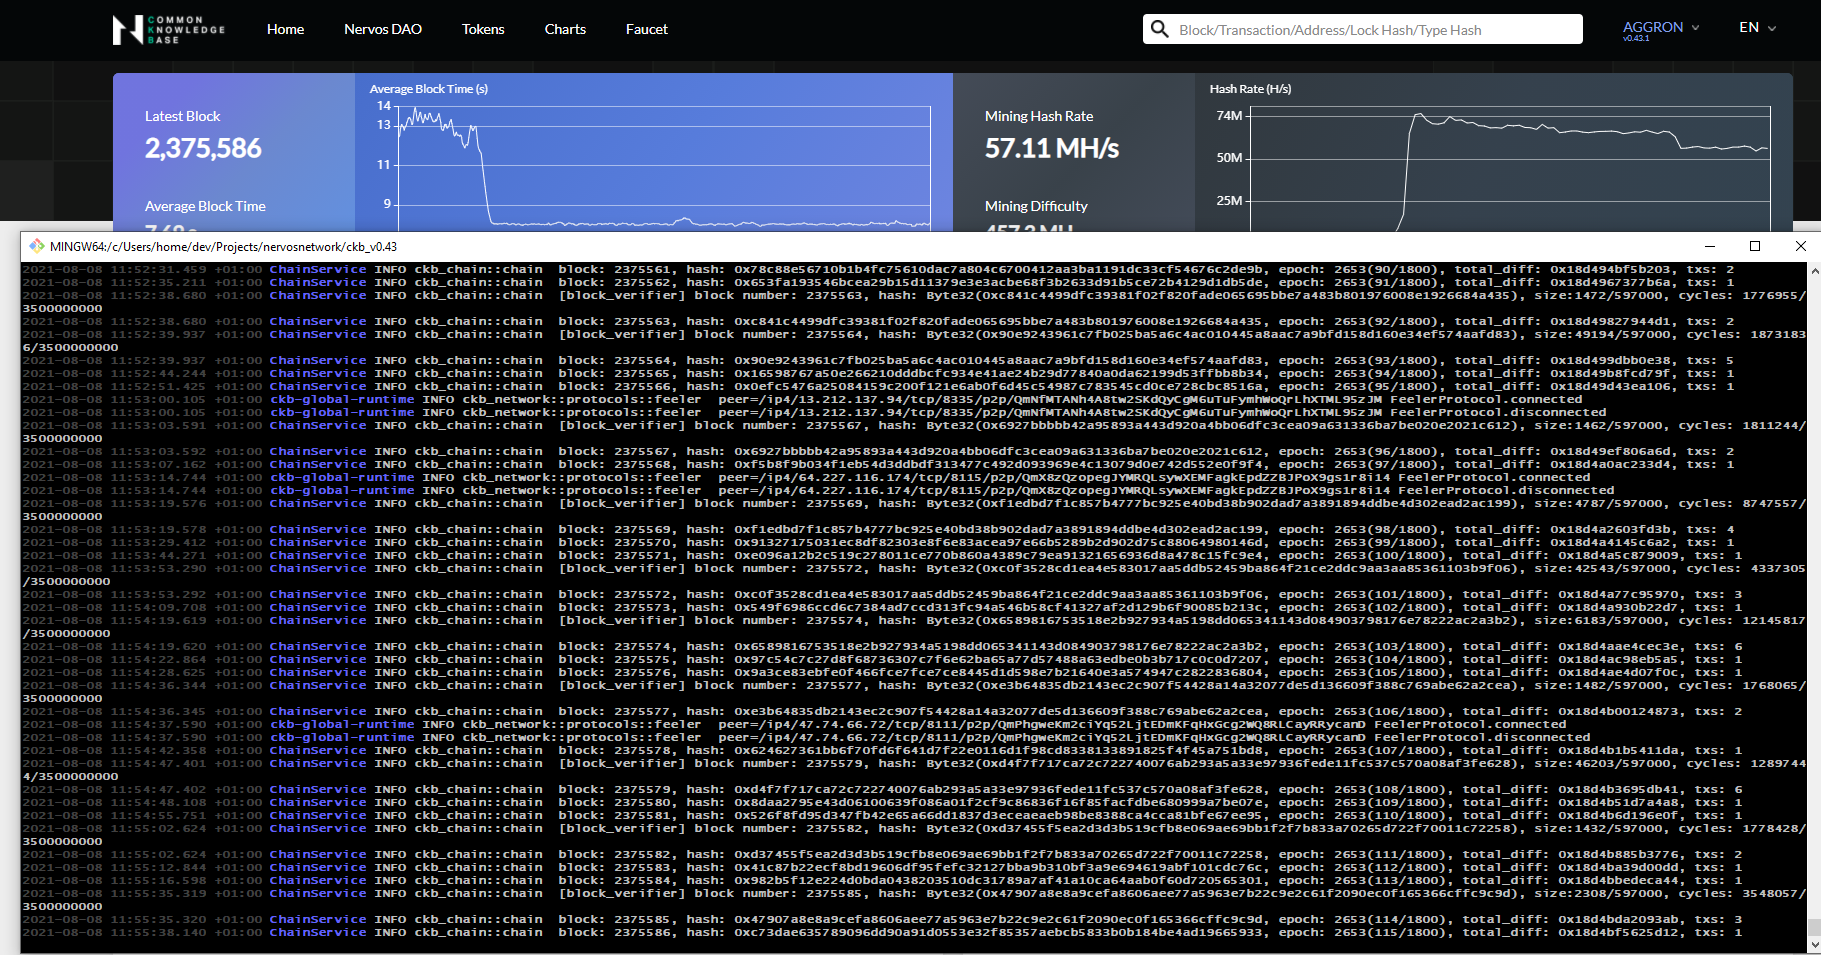 COMMON
KNOWLEDGE
BASE
Home
Nervos DAO
Tokens
Charts
Faucet
Block/Transaction/Address/Lock Hash/Type Hash
AGGRON
v0.43.1
EN
Latest Block
2,375,586
Average Block Time
Average Block Time (s)
14
13
11
9
Mining Hash Rate
57.11 MH/s
Mining Difficulty
Hash Rate (H/s)
74M
50M
25M
MINGW64:/c/Users/home/dev/Projects/nervosnetwork/ckb_v0.43
2021-08-08 11:52:31.459 +01:00 ChainService INFO ckb_chain::chain block: 2375561, hash: 0x78c88e56710b1b4fc75610dac7a804c6700412aa3ba1191dc33cf54676c2de9b, epoch: 2653(90/1800), total_diff: 0x18d494bf5b203, txs: 2
2021-08-08 11:52:35.211 +01:00 ChainService INFO ckb_chain::chain block: 2375562, hash: 0x653fa193546bcea29b15d11379e3e3acbe68f3b2633d91b5ce72b4129d1db5de, epoch: 2653(91/1800), total_diff: 0x18d4967377b6a, txs: 1
2021-08-08 11:52:38.680 +01:00 ChainService INFO ckb_chain::chain [block_verifier] block number: 2375563, hash: Byte32(0xc841c4499dfc39381f02f820fade065695bbe7a483b801976008e1926684a435), size:1472/597000, cycles: 1776955/
3500000000
2021-08-08 11:52:38.680 +01:00 ChainService INFO ckb_chain::chain block: 2375563, hash: 0xc841c4499dfc39381f02f820fade065695bbe7a483b801976008e1926684a435, epoch: 2653(92/1800), total_diff: 0x18d49827944d1, txs: 2
2021-08-08 11:52:39.937 +01:00 ChainService INFO ckb_chain::chain [block_verifier] block number: 2375564, hash: Byte32(0x90e9243961c7fb025ba5a6c4ac010445a8aac7a9bfd158d160e34ef574aafd83), size:49194/597000, cycles: 1873183
6/3500000000
2021-08-08 11:52:39.937 +01:00 ChainService INFO ckb_chain::chain block: 2375564, hash: 0x90e9243961c7fb025ba5a6c4ac010445a8aac7a9bfd158d160e34ef574aafd83, epoch: 2653(93/1800), total_diff: 0x18d499dbb0e38, txs: 5
2021-08-08 11:52:44.244 +01:00 ChainService INFO ckb_chain::chain block: 2375565, hash: 0x16598767a50e266210dddbcfc934e41ae24b29d77840a0da62199d53ffbb8b34, epoch: 2653(94/1800), total_diff: 0x18d49b8fcd79f, txs: 1
2021-08-08 11:52:51.425 +01:00 ChainService INFO ckb_chain::chain block: 2375566, hash: 0x0efc5476a25084159c200f121e6ab0f6d45c54987c783545cd0ce728cbc8516a, epoch: 2653(95/1800), total_diff: 0x18d49d43ea106, txs: 1
2021-08-08 11:53:00.105 +01:00 ckb-global-runtime INFO ckb_network::protocols::feeler peer=/ip4/13.212.137.94/tcp/8335/p2p/QmNfMTANh4A8tw2SKdQyCgM6uTuFymhWoQrLhXTML95zJM FeelerProtocol.connected
2021-08-08 11:53:00.105 +01:00 ckb-global-runtime INFO ckb_network::protocols::feeler peer=/ip4/13.212.137.94/tcp/8335/p2p/QmNfMTANh4A8tw2SKdQyCgM6uTuFymhWoQrLhXTML95zJM FeelerProtocol.disconnected
2021-08-08 11:53:03.591 +01:00 ChainService INFO ckb_chain::chain [block_verifier] block number: 2375567, hash: Byte32(0x6927bbbbb42a95893a443d920a4bb06dfc3cea09a631336ba7be020e2021c612), size:1462/597000, cycles: 1811244/
3500000000
2021-08-08 11:53:03.592 +01:00 ChainService INFO ckb_chain::chain block: 2375567, hash: 0x6927bbbbb42a95893a443d920a4bb06dfc3cea09a631336ba7be020e2021c612, epoch: 2653(96/1800), total_diff: 0x18d49ef806a6d, txs: 2
2021-08-08 11:53:07.162 +01:00 ChainService INFO ckb_chain::chain block: 2375568, hash: 0xf5b8f9b034f1eb54d3ddbdf313477c492d093969e4c13079d0e742d552e0f9f4, epoch: 2653(97/1800), total_diff: 0x18d4a0ac233d4, txs: 1
2021-08-08 11:53:14.744 +01:00 ckb-global-runtime INFO ckb_network::protocols::feeler peer=/ip4/64.227.116.174/tcp/8115/p2p/QmX8zQzopegJYMRQLsywXEMFagkEpdZZBJPoX9gs1r8i14 FeelerProtocol.connected
2021-08-08 11:53:14.744 +01:00 ckb-global-runtime INFO ckb_network::protocols::feeler peer=/ip4/64.227.116.174/tcp/8115/p2p/QmX8zQzopegJYMRQLsywXEMFagkEpdZZBJPoX9gs1r8i14 FeelerProtocol.disconnected
2021-08-08 11:53:19.576 +01:00 ChainService INFO ckb_chain::chain [block_verifier] block number: 2375569, hash: Byte32(0xf1edbd7f1c857b4777bc925e40bd38b902dad7a3891894ddbe4d302ead2ac199), size:4787/597000, cycles: 8747557/
3500000000
2021-08-08 11:53:19.578 +01:00 ChainService INFO ckb_chain::chain block: 2375569, hash: 0xf1edbd7f1c857b4777bc925e40bd38b902dad7a3891894ddbe4d302ead2ac199, epoch: 2653(98/1800), total_diff: 0x18d4a2603fd3b, txs: 4
2021-08-08 11:53:29.412 +01:00 ChainService INFO ckb_chain::chain block: 2375570, hash: 0x91327175031ec8df82303e8f6e83acea97e66b5289b2d902d75c88064980146d, epoch: 2653(99/1800), total_diff: 0x18d4a4145c6a2, txs: 1
2021-08-08 11:53:44.271 +01:00 ChainService INFO ckb_chain::chain block: 2375571, hash: 0xe096a12b2c519c278011ce770b860a4389c79ea91321656936d8a478c15fc9e4, epoch: 2653(100/1800), total_diff: 0x18d4a5c879009, txs: 1
2021-08-08 11:53:53.290 +01:00 ChainService INFO ckb_chain::chain [block_verifier] block number: 2375572, hash: Byte32(0xc0f3528cd1ea4e583017aa5ddb52459ba864f21ce2ddc9aa3aa85361103b9f06), size:42543/597000, cycles: 4337305
/3500000000
2021-08-08 11:53:53.292 +01:00 ChainService INFO ckb_chain::chain block: 2375572, hash: 0xc0f3528cd1ea4e583017aa5ddb52459ba864f21ce2ddc9aa3aa85361103b9f06, epoch: 2653(101/1800), total_diff: 0x18d4a77c95970, txs: 3
2021-08-08 11:54:09.708 +01:00 ChainService INFO ckb_chain::chain block: 2375573, hash: 0x549f6986ccd6c7384ad7ccd313fc94a546b58cf41327af2d129b6f90085b213c, epoch: 2653(102/1800), total_diff: 0x18d4a930b22d7, txs: 1
2021-08-08 11:54:19.619 +01:00 ChainService INFO ckb_chain::chain [block_verifier] block number: 2375574, hash: Byte32(0x6589816753518e2b927934a5198dd065341143d084903798176e78222ac2a3b2), size:6183/597000, cycles: 12145817
/3500000000
2021-08-08 11:54:19.620 +01:00 ChainService INFO ckb_chain::chain block: 2375574, hash: 0x6589816753518e2b927934a5198dd065341143d084903798176e78222ac2a3b2, epoch: 2653(103/1800), total_diff: 0x18d4aae4cec3e, txs: 6
2021-08-08 11:54:22.864 +01:00 ChainService INFO ckb_chain::chain block: 2375575, hash: 0x97c54c7c27d8f68736307c7f6e62ba65a77d57488a63edbe0b3b717c0c0d7207, epoch: 2653(104/1800), total_diff: 0x18d4ac98eb5a5, txs: 1
2021-08-08 11:54:28.625 +01:00 ChainService INFO ckb_chain::chain block: 2375576, hash: 0x9a3ce83ebfe0f466fce7fce7ce8445d1d598e7b21640e3a574947c2822836804, epoch: 2653(105/1800), total_diff: 0x18d4ae4d07f0c, txs: 1
2021-08-08 11:54:36.344 +01:00 ChainService INFO ckb_chain::chain [block_verifier] block number: 2375577, hash: Byte32(0xe3b64835db2143ec2c907f54428a14a32077de5d136609f388c769abe62a2cea), size:1482/597000, cycles: 1768065/
3500000000
2021-08-08 11:54:36.345 +01:00 ChainService INFO ckb_chain::chain block: 2375577, hash: 0xe3b64835db2143ec2c907f54428a14a32077de5d136609f388c769abe62a2cea, epoch: 2653(106/1800), total_diff: 0x18d4b00124873, txs: 2
2021-08-08 11:54:37.590 +01:00 ckb-global-runtime INFO ckb_network::protocols::feeler peer=/ip4/47.74.66.72/tcp/8111/p2p/QmPhgweKm2ciYq52LjtEDmKFqHxGcg2WQ8RLCayRRycanD FeelerProtocol.connected
2021-08-08 11:54:37.590 +01:00 ckb-global-runtime INFO ckb_network::protocols::feeler peer=/ip4/47.74.66.72/tcp/8111/p2p/QmPhgweKm2ciYq52LjtEDmKFqHxGcg2WQ8RLCayRRycanD FeelerProtocol.disconnected
2021-08-08 11:54:42.358 +01:00 ChainService INFO ckb_chain::chain block: 2375578, hash: 0x624627361bb6f70fd6f641d7f22e0116d1f98cd8338133891825f4f45a751bd8, epoch: 2653(107/1800), total_diff: 0x18d4b1b5411da, txs: 1
2021-08-08 11:54:47.401 +01:00 ChainService INFO ckb_chain::chain [block_verifier] block number: 2375579, hash: Byte32(0xd4f7f717ca72c722740076ab293a5a33e97936fede11fc537c570a08af3fe628), size:46203/597000, cycles: 1289744
4/3500000000
2021-08-08 11:54:47.402 +01:00 ChainService INFO ckb_chain::chain block: 2375579, hash: 0xd4f7f717ca72c722740076ab293a5a33e97936fede11fc537c570a08af3fe628, epoch: 2653(108/1800), total_diff: 0x18d4b3695db41, txs: 6
2021-08-08 11:54:48.108 +01:00 ChainService INFO ckb_chain::chain block: 2375580, hash: 0x8daa2795e43d06100639f086a01f2cf9c86836f16f85facfdbe680999a7be07e, epoch: 2653(109/1800), total_diff: 0x18d4b51d7a4a8, txs: 1
2021-08-08 11:54:55.751 +01:00 ChainService INFO ckb_chain::chain block: 2375581, hash: 0x526f8fd95d347fb42e65a66dd1837d3eceaeaeb98be8388ca4cca81bfe67ee95, epoch: 2653(110/1800), total_diff: 0x18d4b6d196e0f, txs: 1
2021-08-08 11:55:02.624 +01:00 ChainService INFO ckb_chain::chain [block_verifier] block number: 2375582, hash: Byte32(0xd37455f5ea2d3d3b519cfb8e069ae69bb1f2f7b833a70265d722f70011c72258), size:1432/597000, cycles: 1778428/
3500000000
2021-08-08 11:55:02.624 +01:00 ChainService INFO ckb_chain::chain block: 2375582, hash: 0xd37455f5ea2d3d3b519cfb8e069ae69bb1f2f7b833a70265d722f70011c72258, epoch: 2653(111/1800), total_diff: 0x18d4b885b3776, txs: 2
2021-08-08 11:55:12.844 +01:00 ChainService INFO ckb_chain::chain block: 2375583, hash: 0x41c87b22ecf8bd19606df95fefc32127bba9b310bf3a9e694619abf101cdc76c, epoch: 2653(112/1800), total_diff: 0x18d4ba39d00dd, txs: 1
2021-08-08 11:55:16.598 +01:00 ChainService INFO ckb_chain::chain block: 2375584, hash: 0x982b5f12e224d0bda0438203510dc31789a7af41a10ca64aab0f60d720565301, epoch: 2653(113/1800), total_diff: 0x18d4bbedeca44, txs: 1
2021-08-08 11:55:35.319 +01:00 ChainService INFO ckb_chain::chain [block_verifier] block number: 2375585, hash: Byte32(0x47907a8e8a9cefa8606aee77a5963e7b22c9e2c61f2090ec0f165366cffc9c9d), size:2308/597000, cycles: 3548057/
3500000000
2021-08-08 11:55:35.320 +01:00 ChainService INFO ckb_chain::chain block: 2375585, hash: 0x47907a8e8a9cefa8606aee77a5963e7b22c9e2c61f2090ec0f165366cffc9c9d, epoch: 2653(114/1800), total_diff: 0x18d4bda2093ab, txs: 3
2021-08-08 11:55:38.140 +01:00 ChainService INFO ckb_chain::chain block: 2375586, hash: 0xc73dae635789096dd90a91d0553e32f85357aebcb5833b0b184be4ad19665933, epoch: 2653(115/1800), total_diff: 0x18d4bf5625d12, txs: 1